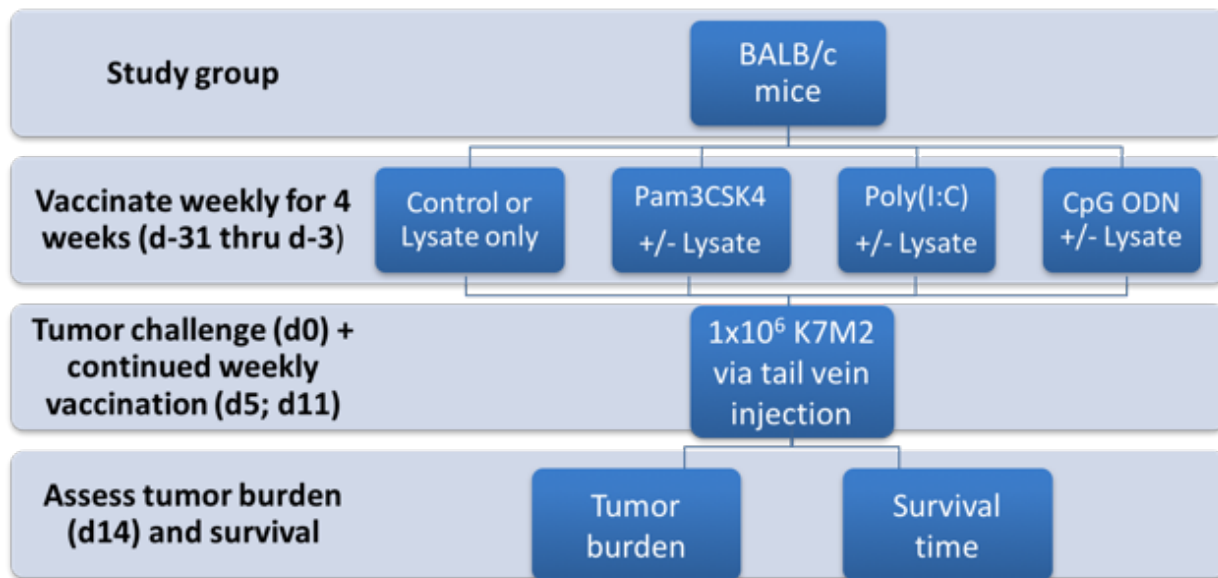 Study group
BALB/c
mice
Vaccinate weekly for 4
weeks (d-31 thru d-3)
Control or
Lysate only
Pam3CSK4
+/- Lysate
Poly(I:C)
+/- Lysate
CpG ODN
+/- Lysate
Tumor challenge (d0) +
continued weekly
vaccination (d5; d11)
1x10⁶ K7M2
via tail vein
injection
Assess tumor burden
(d14) and survival
Tumor
burden
Survival
time